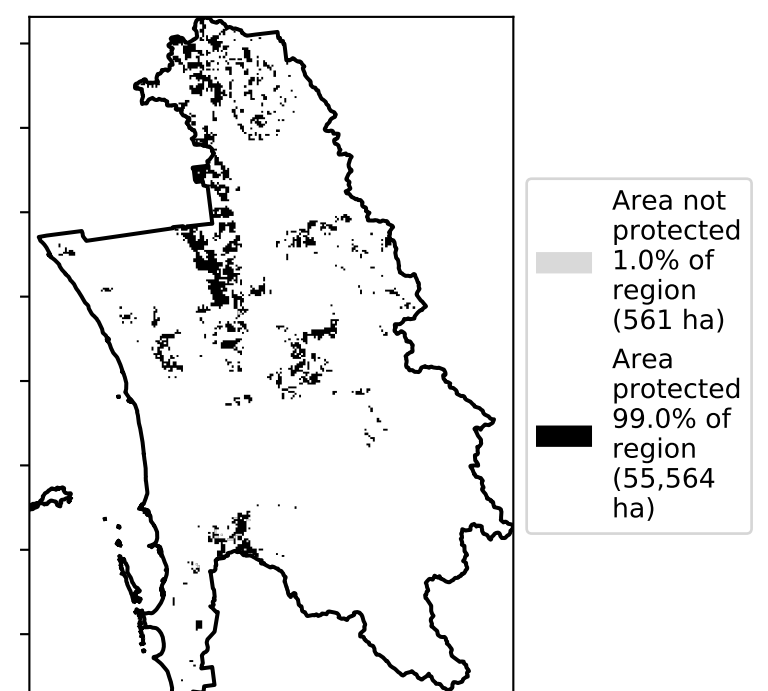 Area not
protected
1.0% of
region
(561 ha)
Area
protected
99.0% of
region
(55,564
ha)